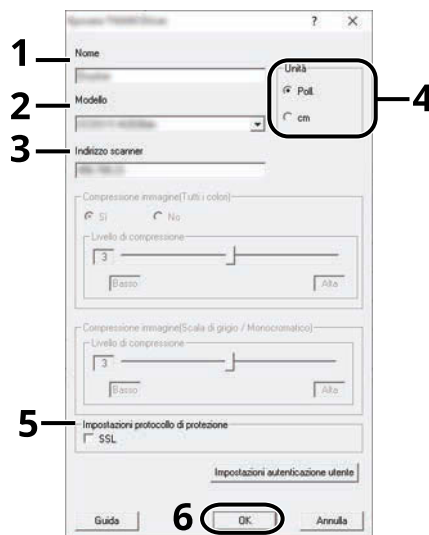 ? ×
1 Nome
Unità
Poll.
cm
4
2 Modello
3 Indirizzo scanner
Compressione immagine(Tutti i colori)
Sì No
Livello di compressione
3
Basso Alta
Compressione immagine(Scala di grigio / Monocromatico)
Livello di compressione
3
Basso Alta
5 Impostazioni protocollo di protezione
SSL
Impostazioni autenticazione utente
Guida 6 OK Annulla